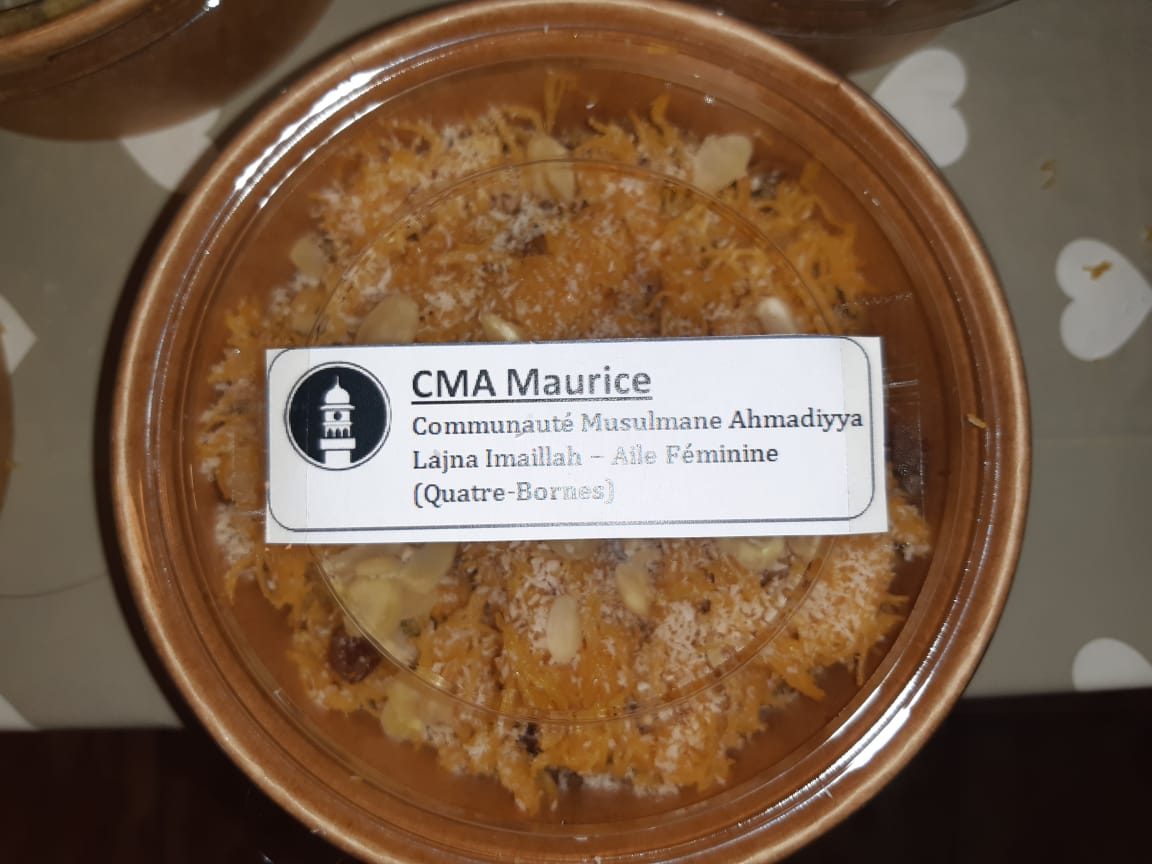 CMA Maurice
Communauté Musulmane Ahmadiyya
Lajna Imaillah – Aile Féminine
(Quatre-Bornes)